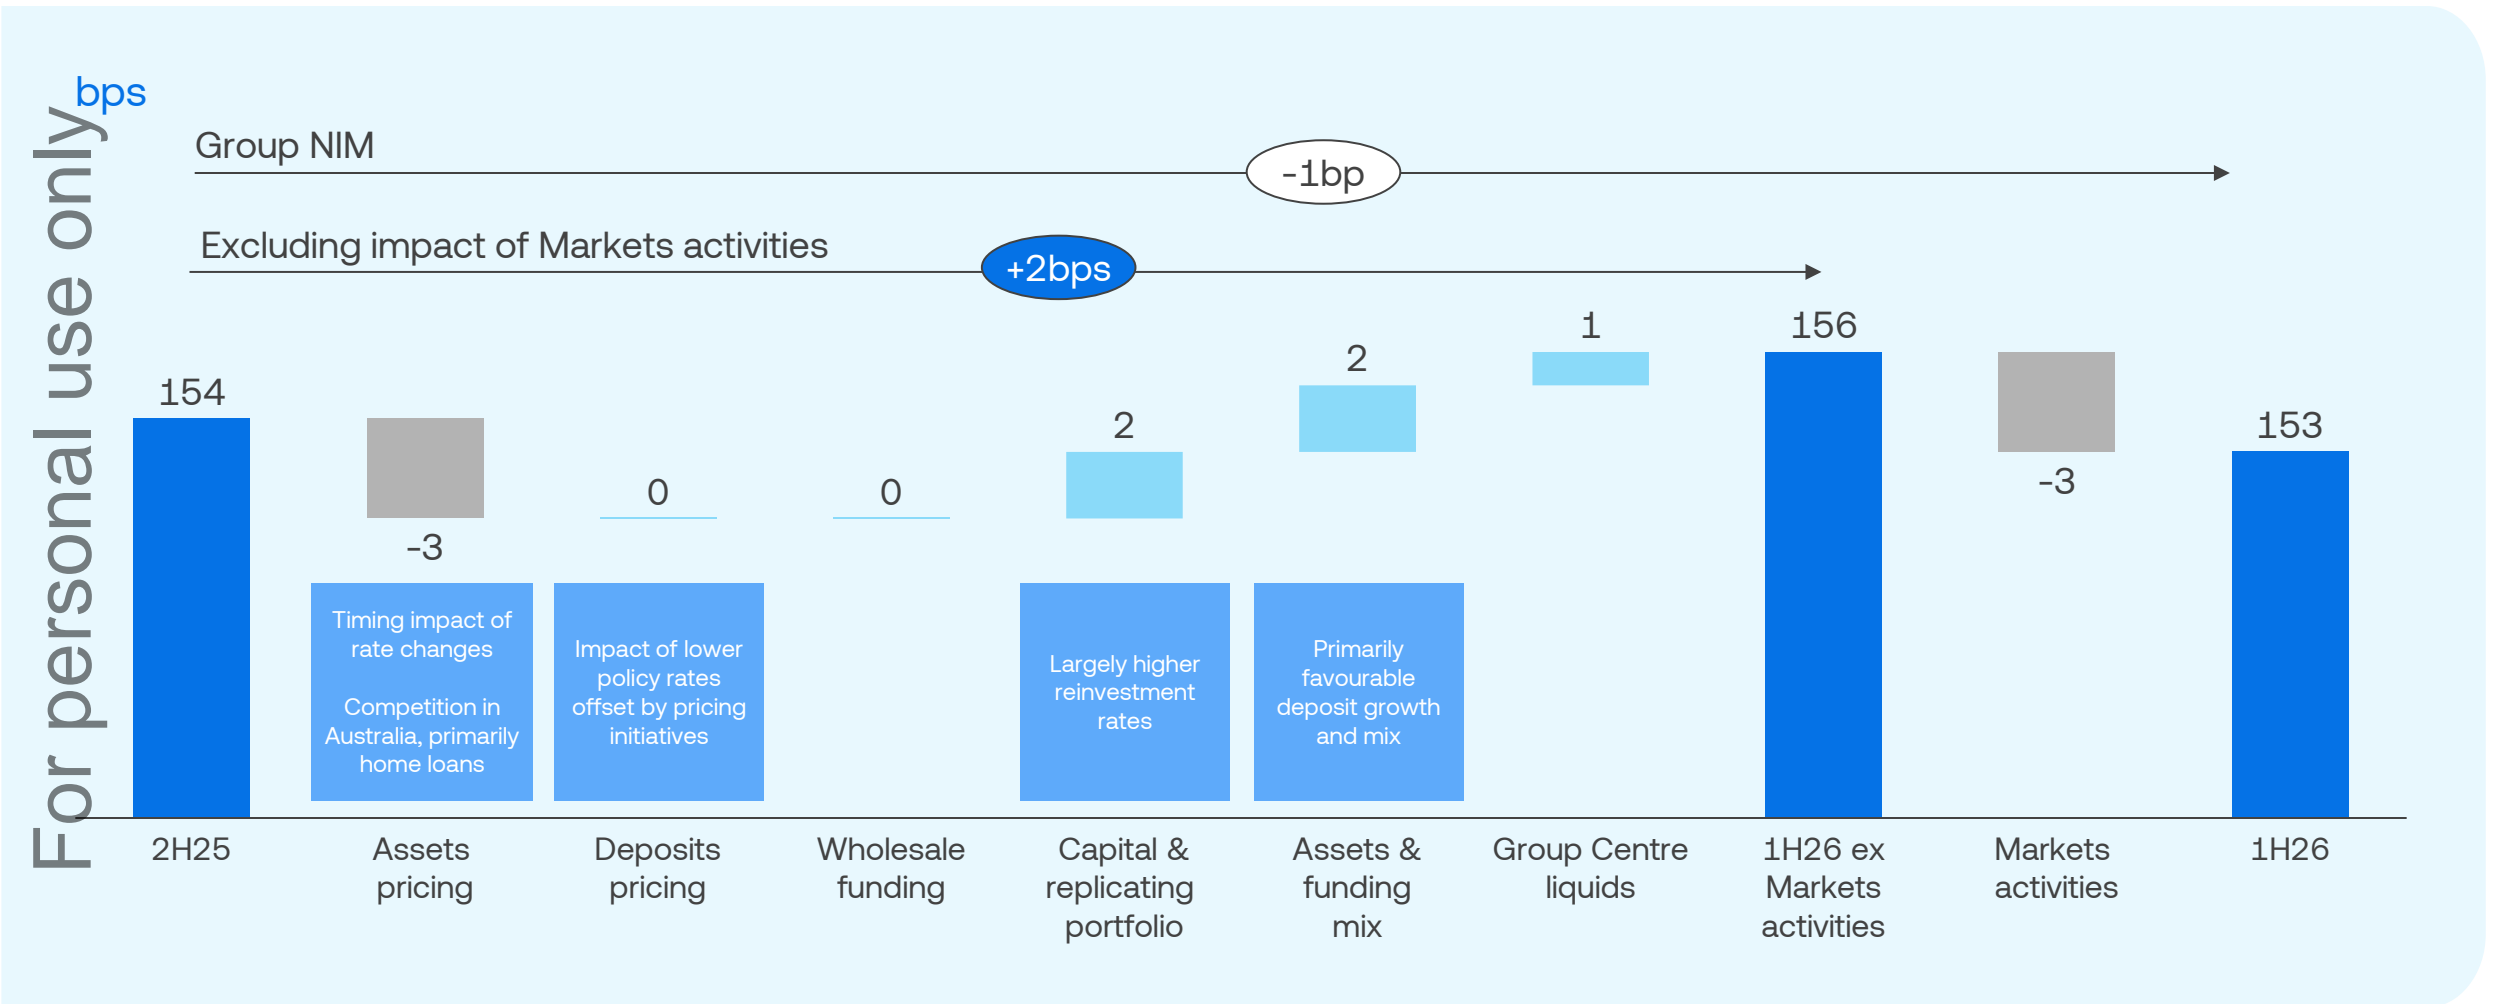 For personal use only
bps
Group NIM
-1bp
Excluding impact of Markets activities
+2bps
154
-3
0
0
2
2
1
156
-3
153
Timing impact of
rate changes
Competition in
Australia, primarily
home loans
Impact of lower
policy rates
offset by pricing
initiatives
Largely higher
reinvestment
rates
Primarily
favourable
deposit growth
and mix
2H25
Assets
pricing
Deposits
pricing
Wholesale
funding
Capital &
replicating
portfolio
Assets &
funding
mix
Group Centre
liquids
1H26 ex
Markets
activities
Markets
activities
1H26